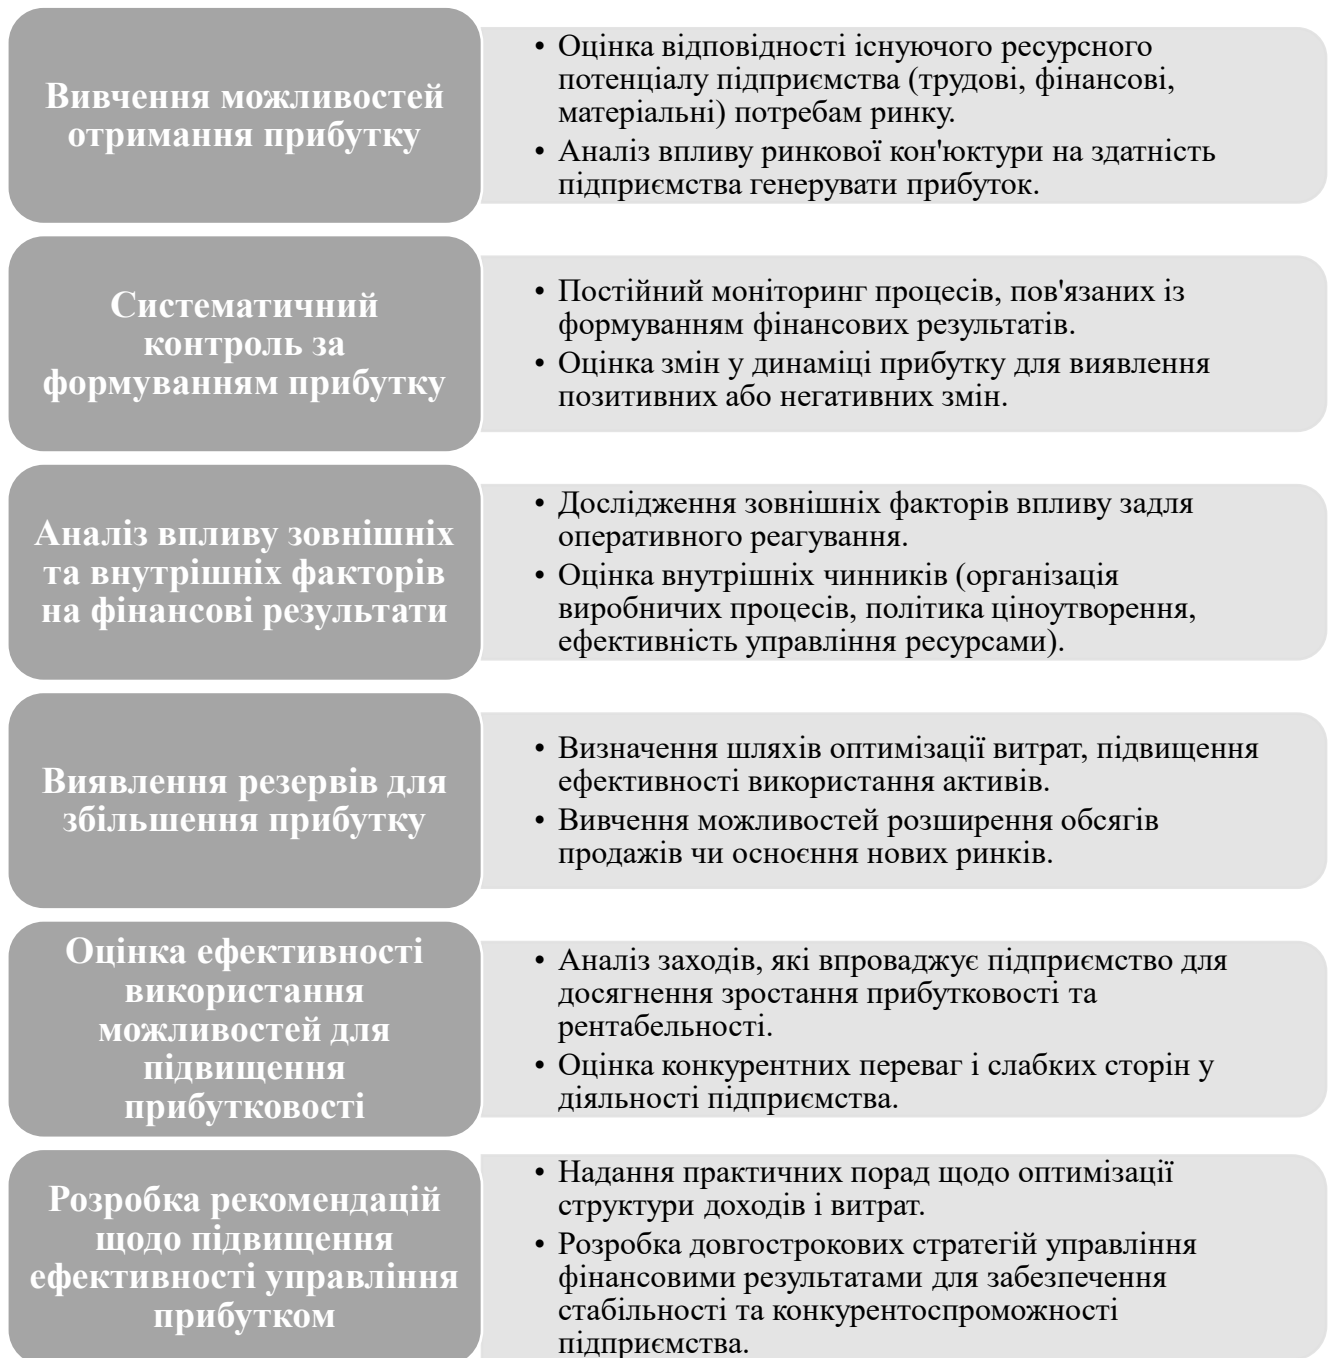 Вивчення можливостей
отримання прибутку
• Оцінка відповідності існуючого ресурсного
потенціалу підприємства (трудові, фінансові,
матеріальні) потребам ринку.
• Аналіз впливу ринкової кон'юктури на здатність
підприємства генерувати прибуток.
Систематичний
контроль за
формуванням прибутку
• Постійний моніторинг процесів, пов'язаних із
формуванням фінансових результатів.
• Оцінка змін у динаміці прибутку для виявлення
позитивних або негативних змін.
Аналіз впливу зовнішніх
та внутрішніх факторів
на фінансові результати
• Дослідження зовнішніх факторів впливу задля
оперативного реагування.
• Оцінка внутрішніх чинників (організація
виробничих процесів, політика ціноутворення,
ефективність управління ресурсами).
Виявлення резервів для
збільшення прибутку
• Визначення шляхів оптимізації витрат, підвищення
ефективності використання активів.
• Вивчення можливостей розширення обсягів
продажів чи осноєння нових ринків.
Оцінка ефективності
використання
можливостей для
підвищення
прибутковості
• Аналіз заходів, які впроваджує підприємство для
досягнення зростання прибутковості та
рентабельності.
• Оцінка конкурентних переваг і слабких сторін у
діяльності підприємства.
Розробка рекомендацій
щодо підвищення
ефективності управління
прибутком
• Надання практичних порад щодо оптимізації
структури доходів і витрат.
• Розробка довгострокових стратегій управління
фінансовими результатами для забезпечення
стабільності та конкурентоспроможності
підприємства.